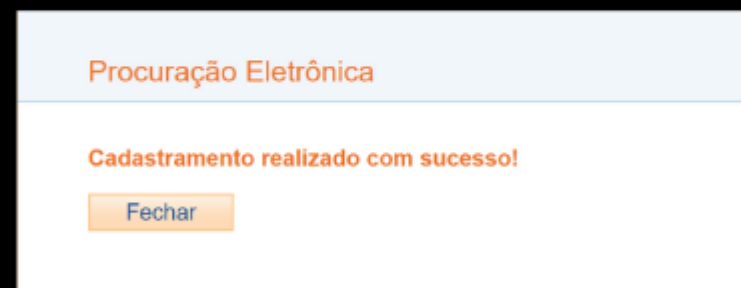 Procuração Eletrônica
Cadastramento realizado com sucesso!
Fechar